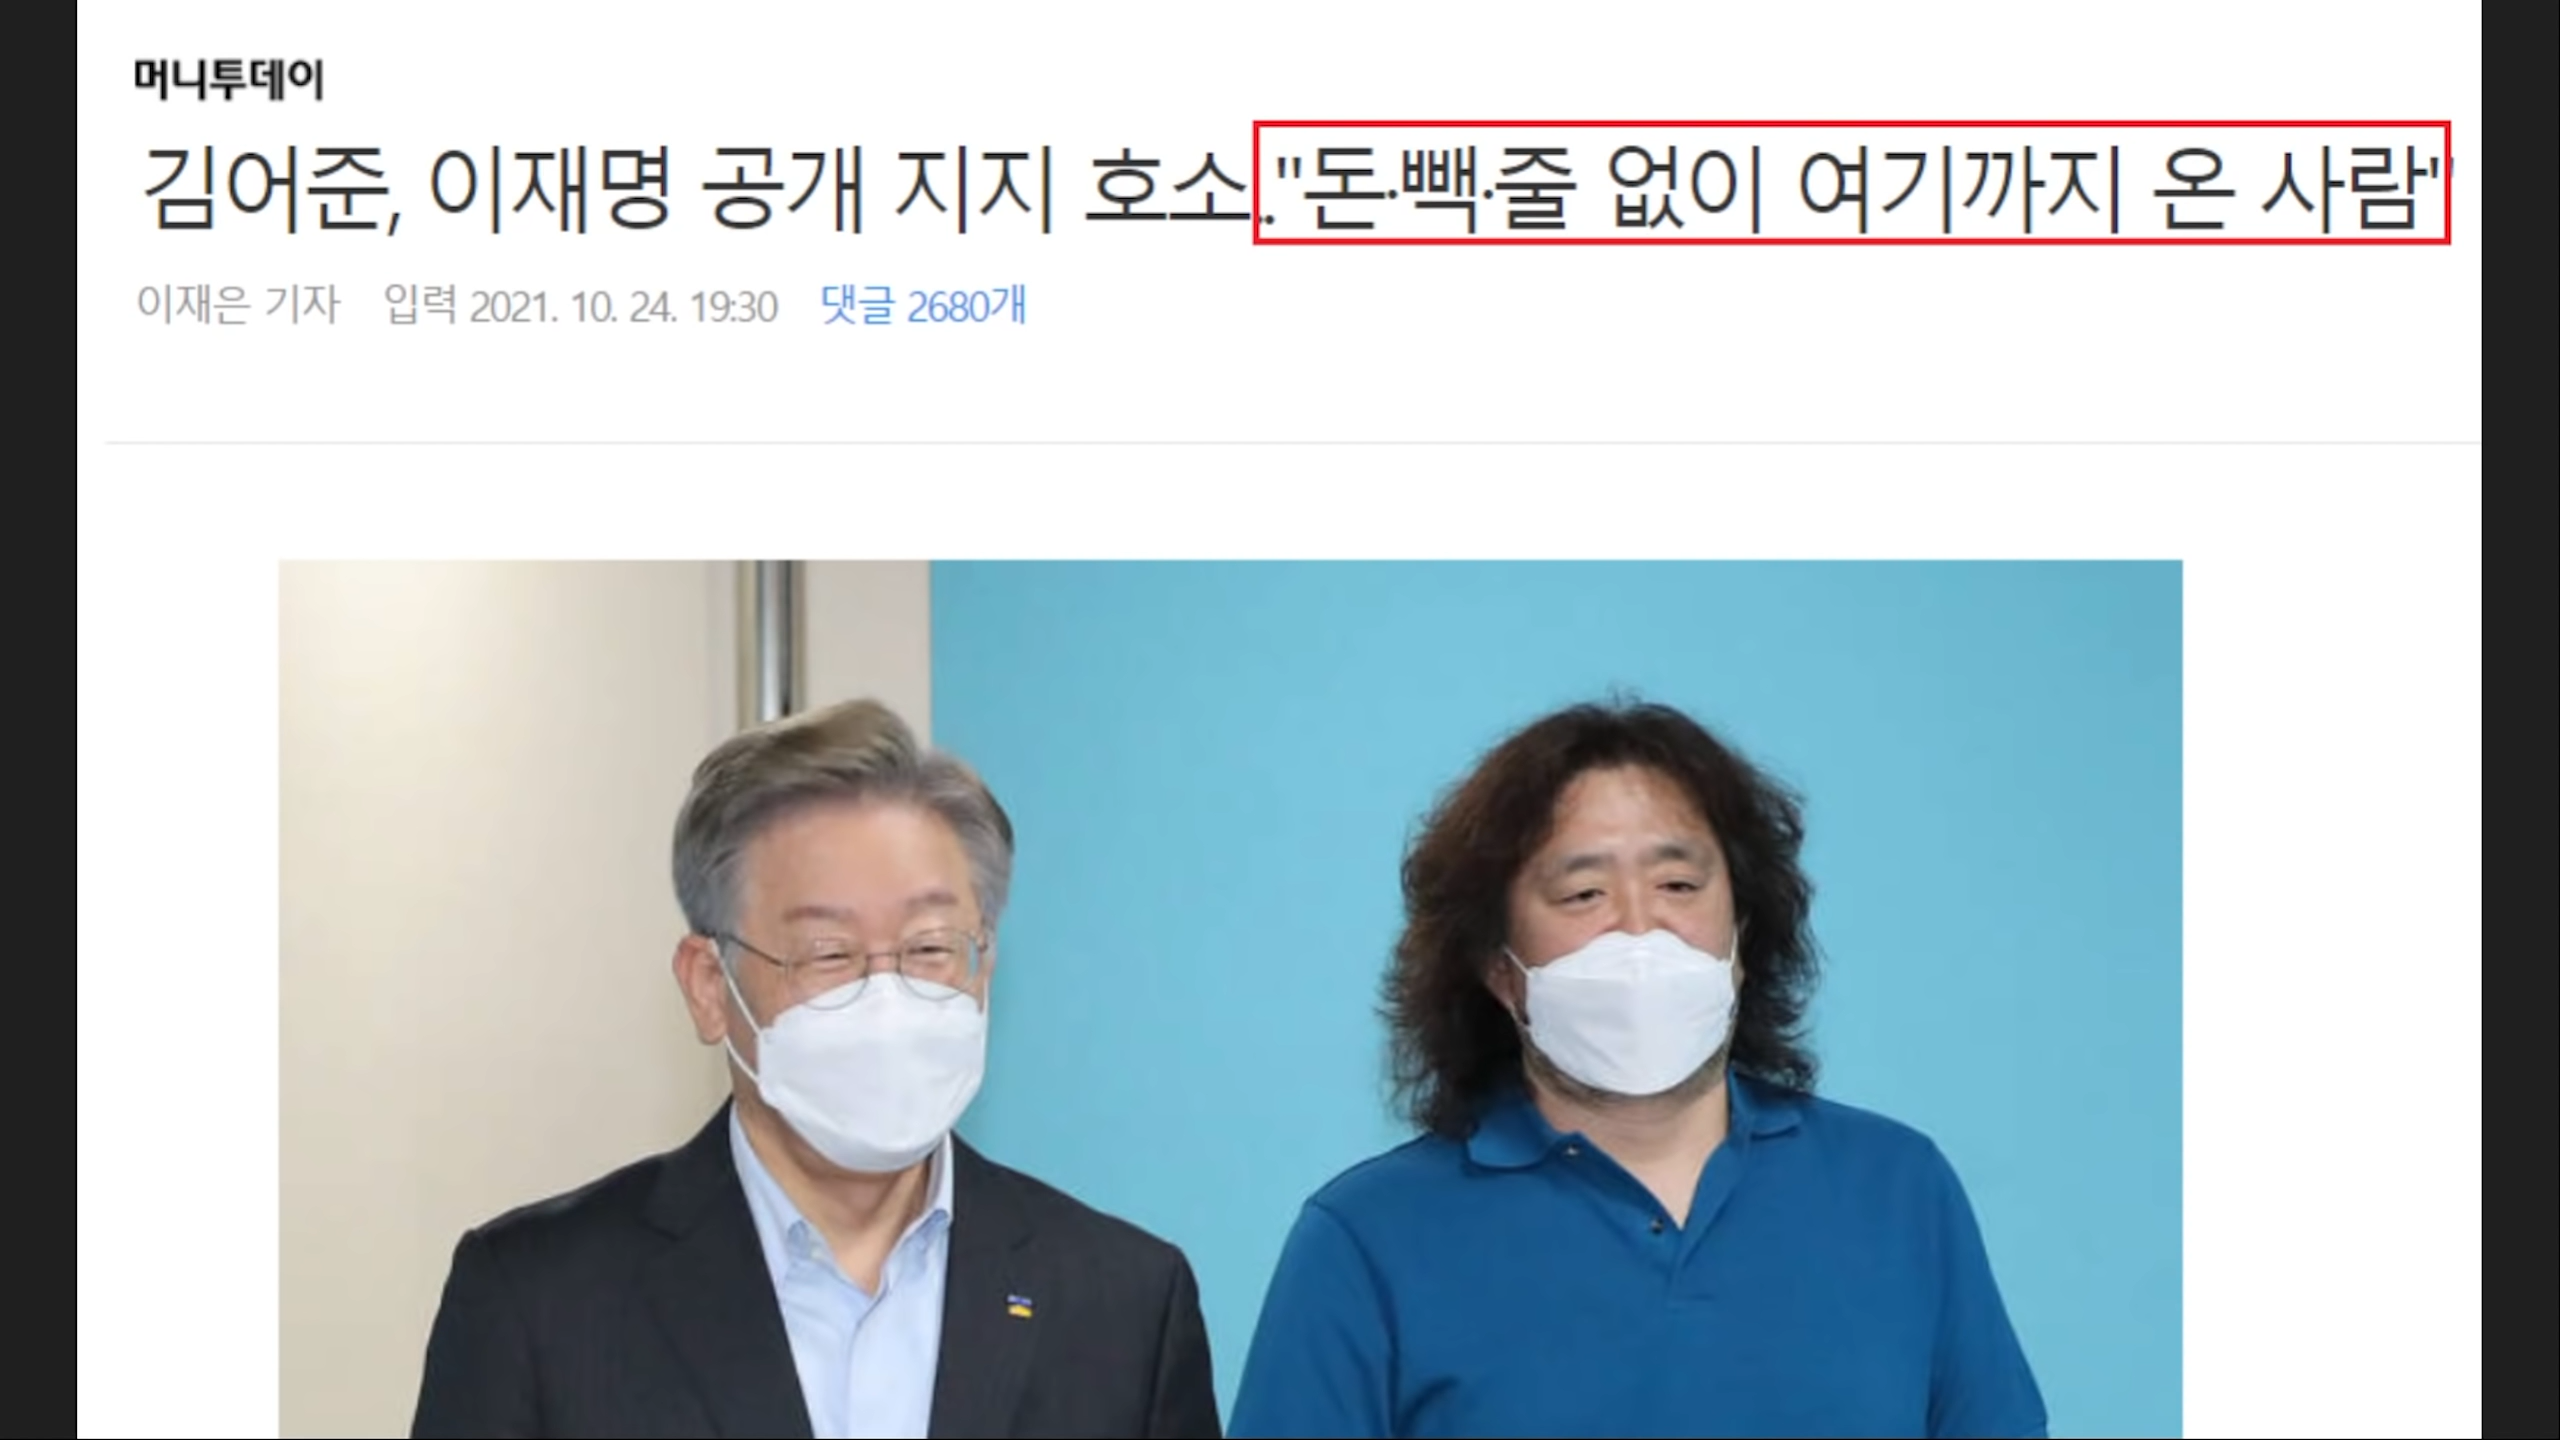 머니투데이
김어준, 이재명 공개 지지 호소.."돈·빽·줄 없이 여기까지 온 사람"
이재은 기자 입력 2021. 10. 24. 19:30 댓글 2680개